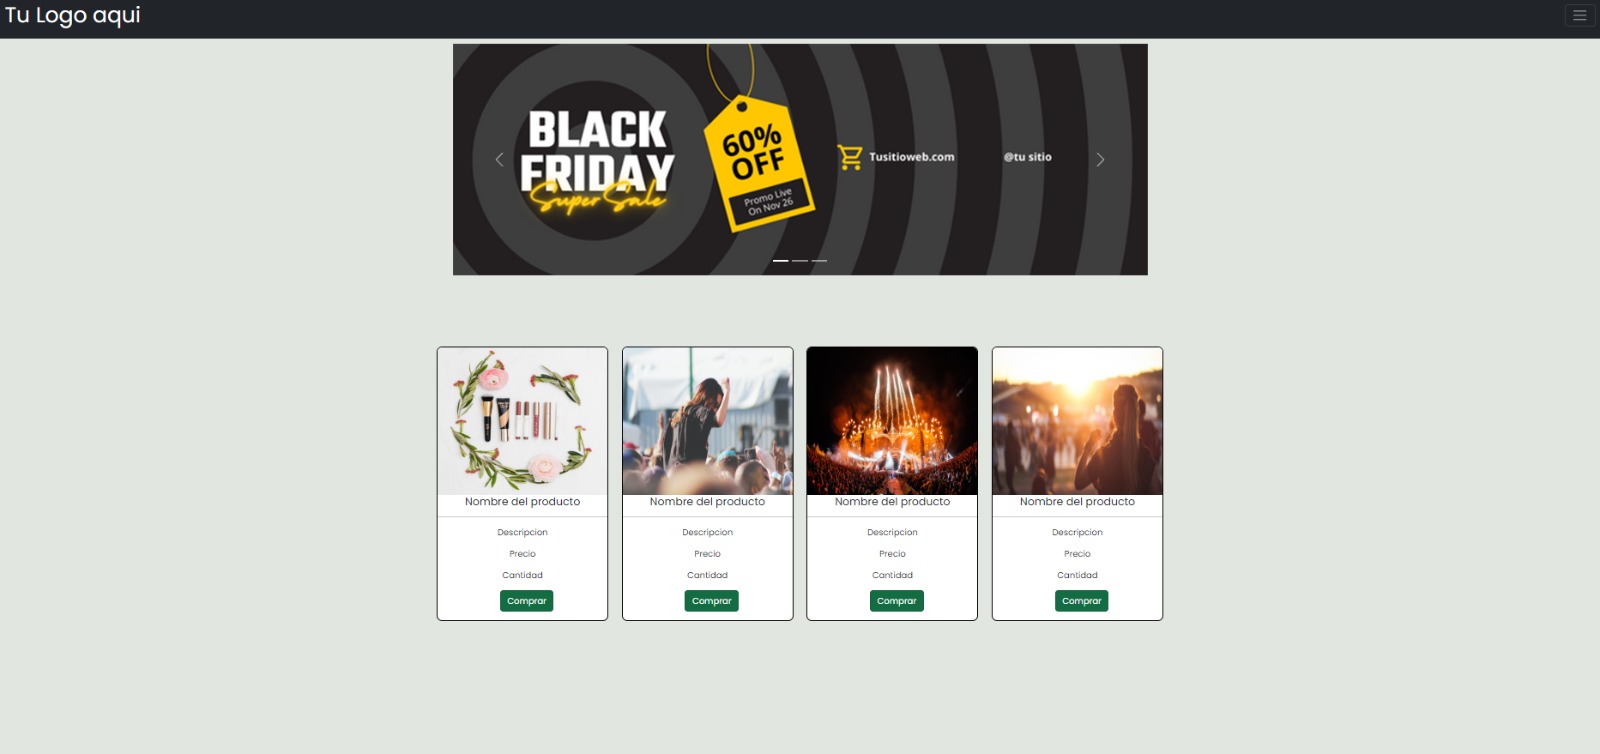 Tu Logo aqui
BLACK
FRIDAY
Super Sale
60%
OFF
Promo Live
On Nov 26
Tusitioweb.com
@tu sitio
Nombre del producto
Descripcion
Precio
Cantidad
Comprar
Nombre del producto
Descripcion
Precio
Cantidad
Comprar
Nombre del producto
Descripcion
Precio
Cantidad
Comprar
Nombre del producto
Descripcion
Precio
Cantidad
Comprar